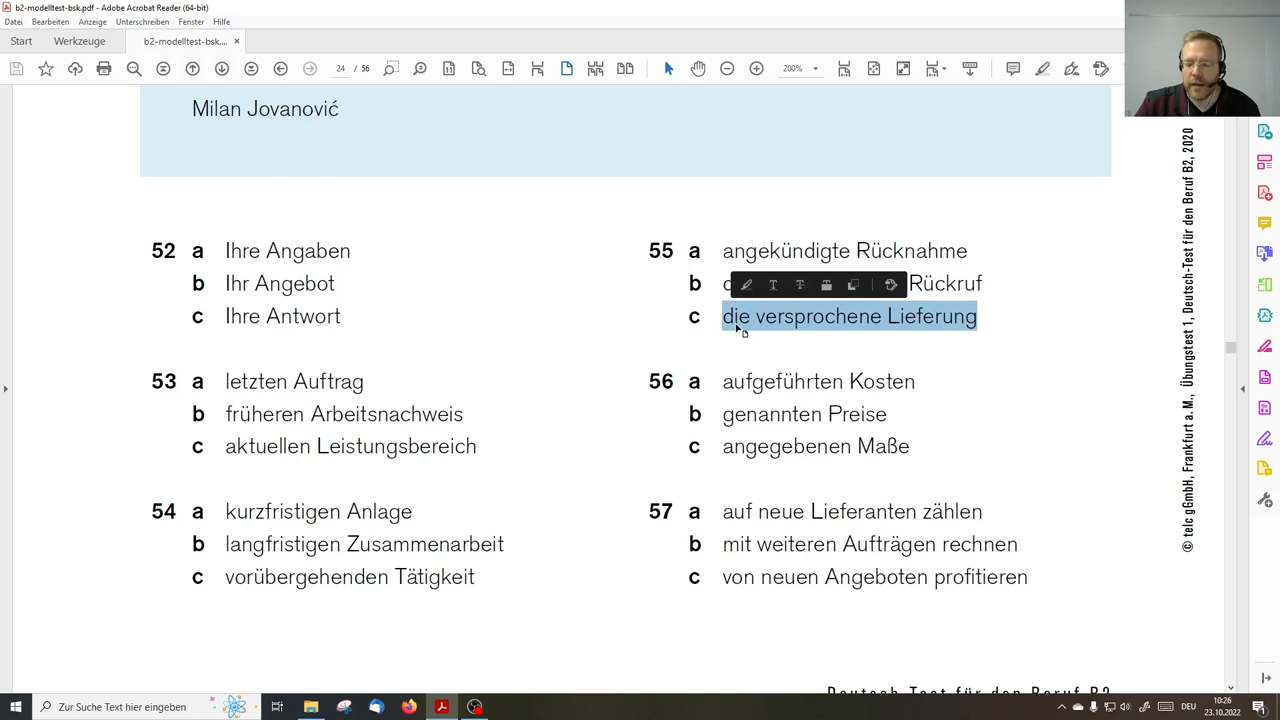 b2-modelltest-bsk.pdf - Adobe Acrobat Reader (64-bit)
Datei Bearbeiten Anzeige Unterschreiben Fenster Hilfe
Start Werkzeuge b2-modelltest-bsk.... ×
24 / 56 200%
Milan Jovanović
52 a Ihre Angaben
b Ihr Angebot
c Ihre Antwort
53 a letzten Auftrag
b früheren Arbeitsnachweis
c aktuellen Leistungsbereich
54 a kurzfristigen Anlage
b langfristigen Zusammenarbeit
c vorübergehenden Tätigkeit
55 a angekündigte Rücknahme
b Rückruf
c die versprochene Lieferung
56 a aufgeführten Kosten
b genannten Preise
c angegebenen Maße
57 a auf neue Lieferanten zählen
b mit weiteren Aufträgen rechnen
c von neuen Angeboten profitieren
© telc gGmbH, Frankfurt a. M., Übungstest 1, Deutsch-Test für den Beruf B2, 2020
Deutsch-Test für den Beruf B2
Zur Suche Text hier eingeben
DEU
10:26
23.10.2022